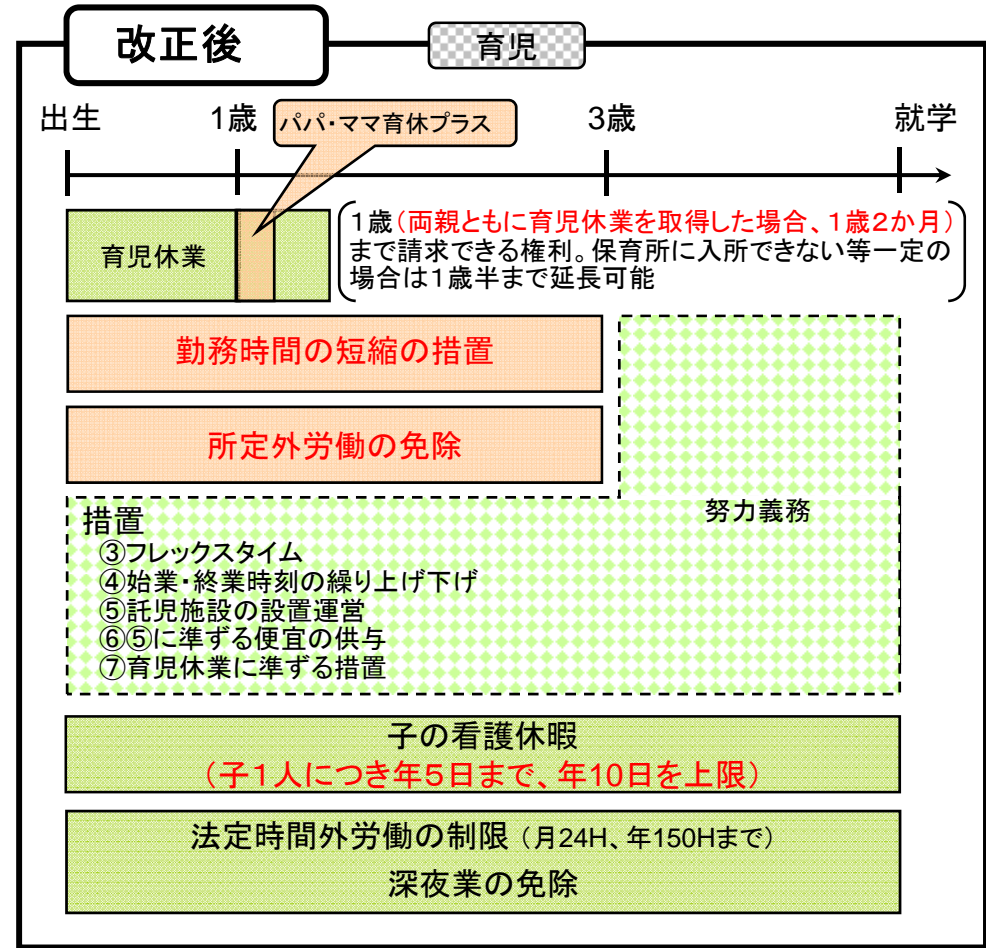 改正後
育児
出生
1歳
パパ・ママ育休プラス
3歳
就学
育児休業
1歳(両親ともに育児休業を取得した場合、1歳2か月)
まで請求できる権利。保育所に入所できない等一定の
場合は1歳半まで延長可能
勤務時間の短縮の措置
所定外労働の免除
努力義務
措置
③フレックスタイム
④始業・終業時刻の繰り上げ下げ
⑤託児施設の設置運営
⑥⑤に準ずる便宜の供与
⑦育児休業に準ずる措置
子の看護休暇
(子1人につき年5日まで、年10日を上限)
法定時間外労働の制限(月24H、年150Hまで)
深夜業の免除